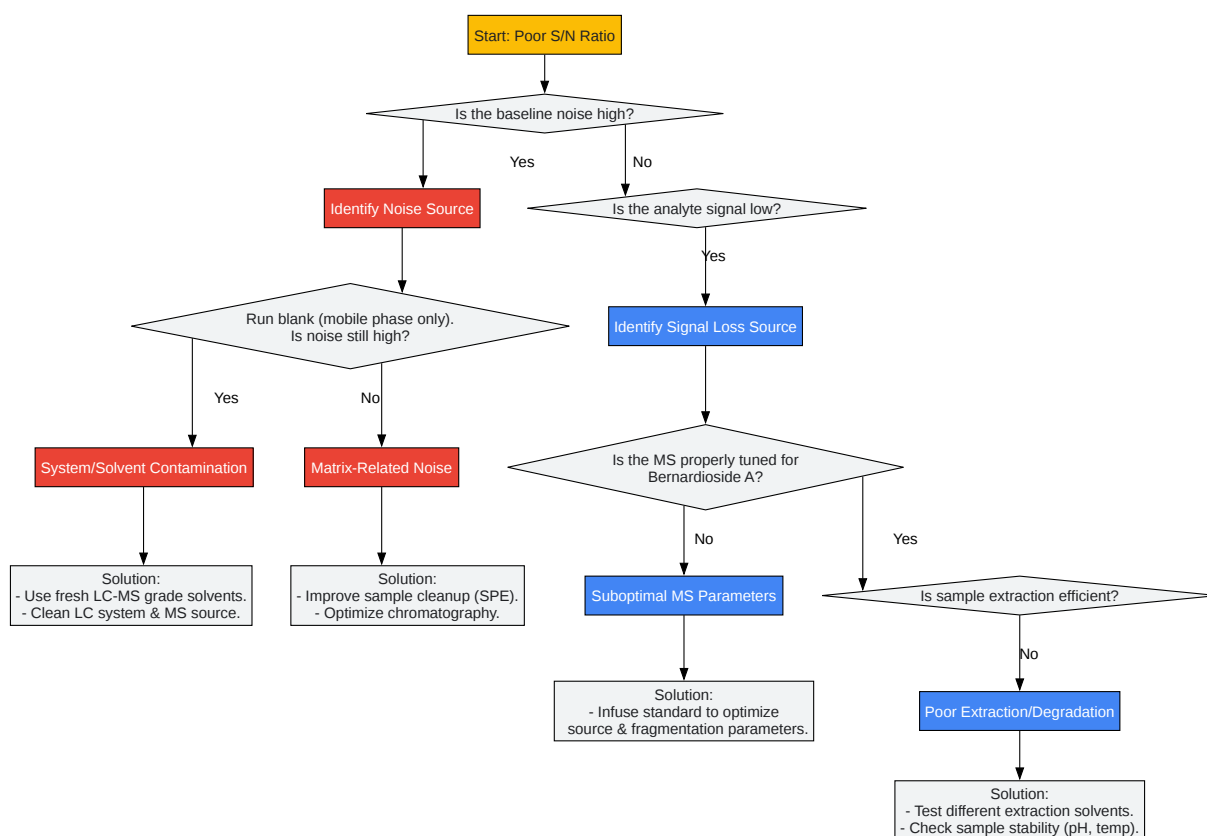 Start: Poor S/N Ratio
Is the baseline noise high?
Yes
No
Identify Noise Source
Is the analyte signal low?
Yes
Run blank (mobile phase only).
Is noise still high?
Identify Signal Loss Source
Yes
No
System/Solvent Contamination
Matrix-Related Noise
Is the MS properly tuned for
Bernardioside A?
No
Yes
Solution:
- Use fresh LC-MS grade solvents.
- Clean LC system & MS source.
Solution:
- Improve sample cleanup (SPE).
- Optimize chromatography.
Suboptimal MS Parameters
Is sample extraction efficient?
No
Solution:
- Infuse standard to optimize
source & fragmentation parameters.
Poor Extraction/Degradation
Solution:
- Test different extraction solvents.
- Check sample stability (pH, temp).